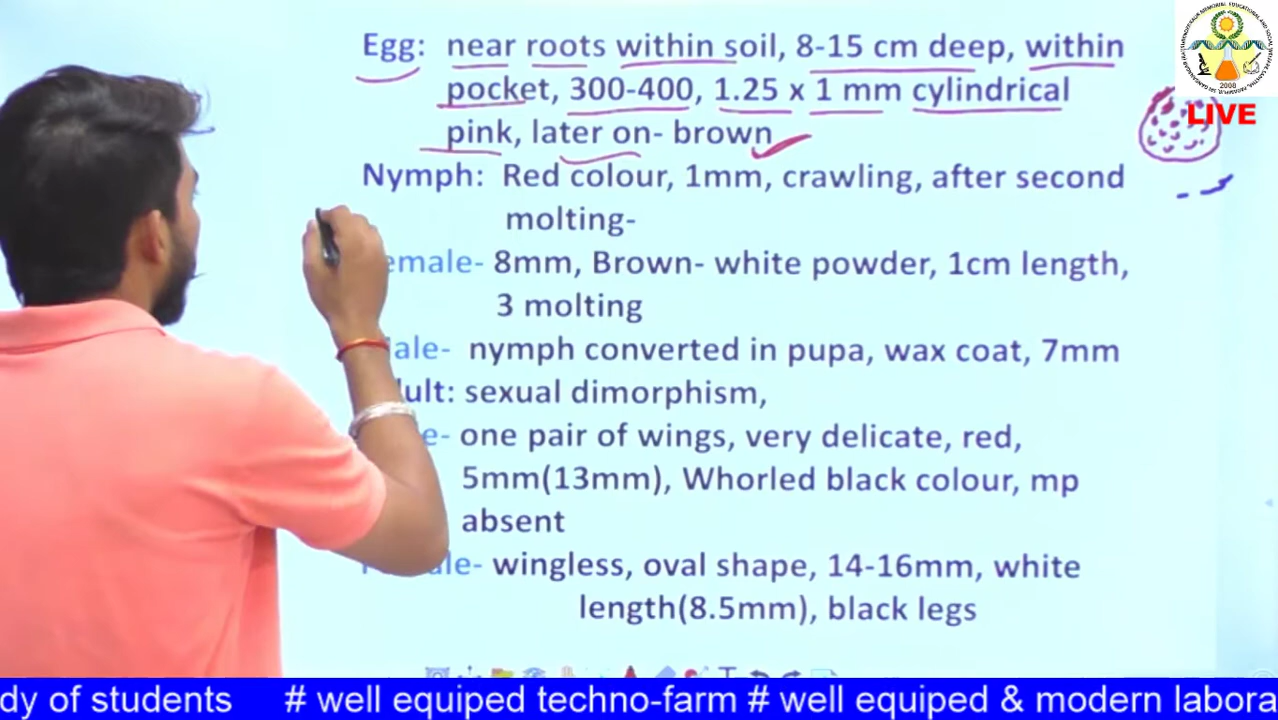 Egg: near roots within soil, 8-15 cm deep, within
pocket, 300-400, 1.25 x 1 mm cylindrical
pink, later on- brown
LIVE
2008
Nymph: Red colour, 1mm, crawling, after second
molting-
emale- 8mm, Brown- white powder, 1cm length,
3 molting
ale- nymph converted in pupa, wax coat, 7mm
ult: sexual dimorphism,
e- one pair of wings, very delicate, red,
5mm(13mm), Whorled black colour, mp
absent
le- wingless, oval shape, 14-16mm, white
length(8.5mm), black legs
dy of students # well equiped techno-farm # well equiped & modern labora